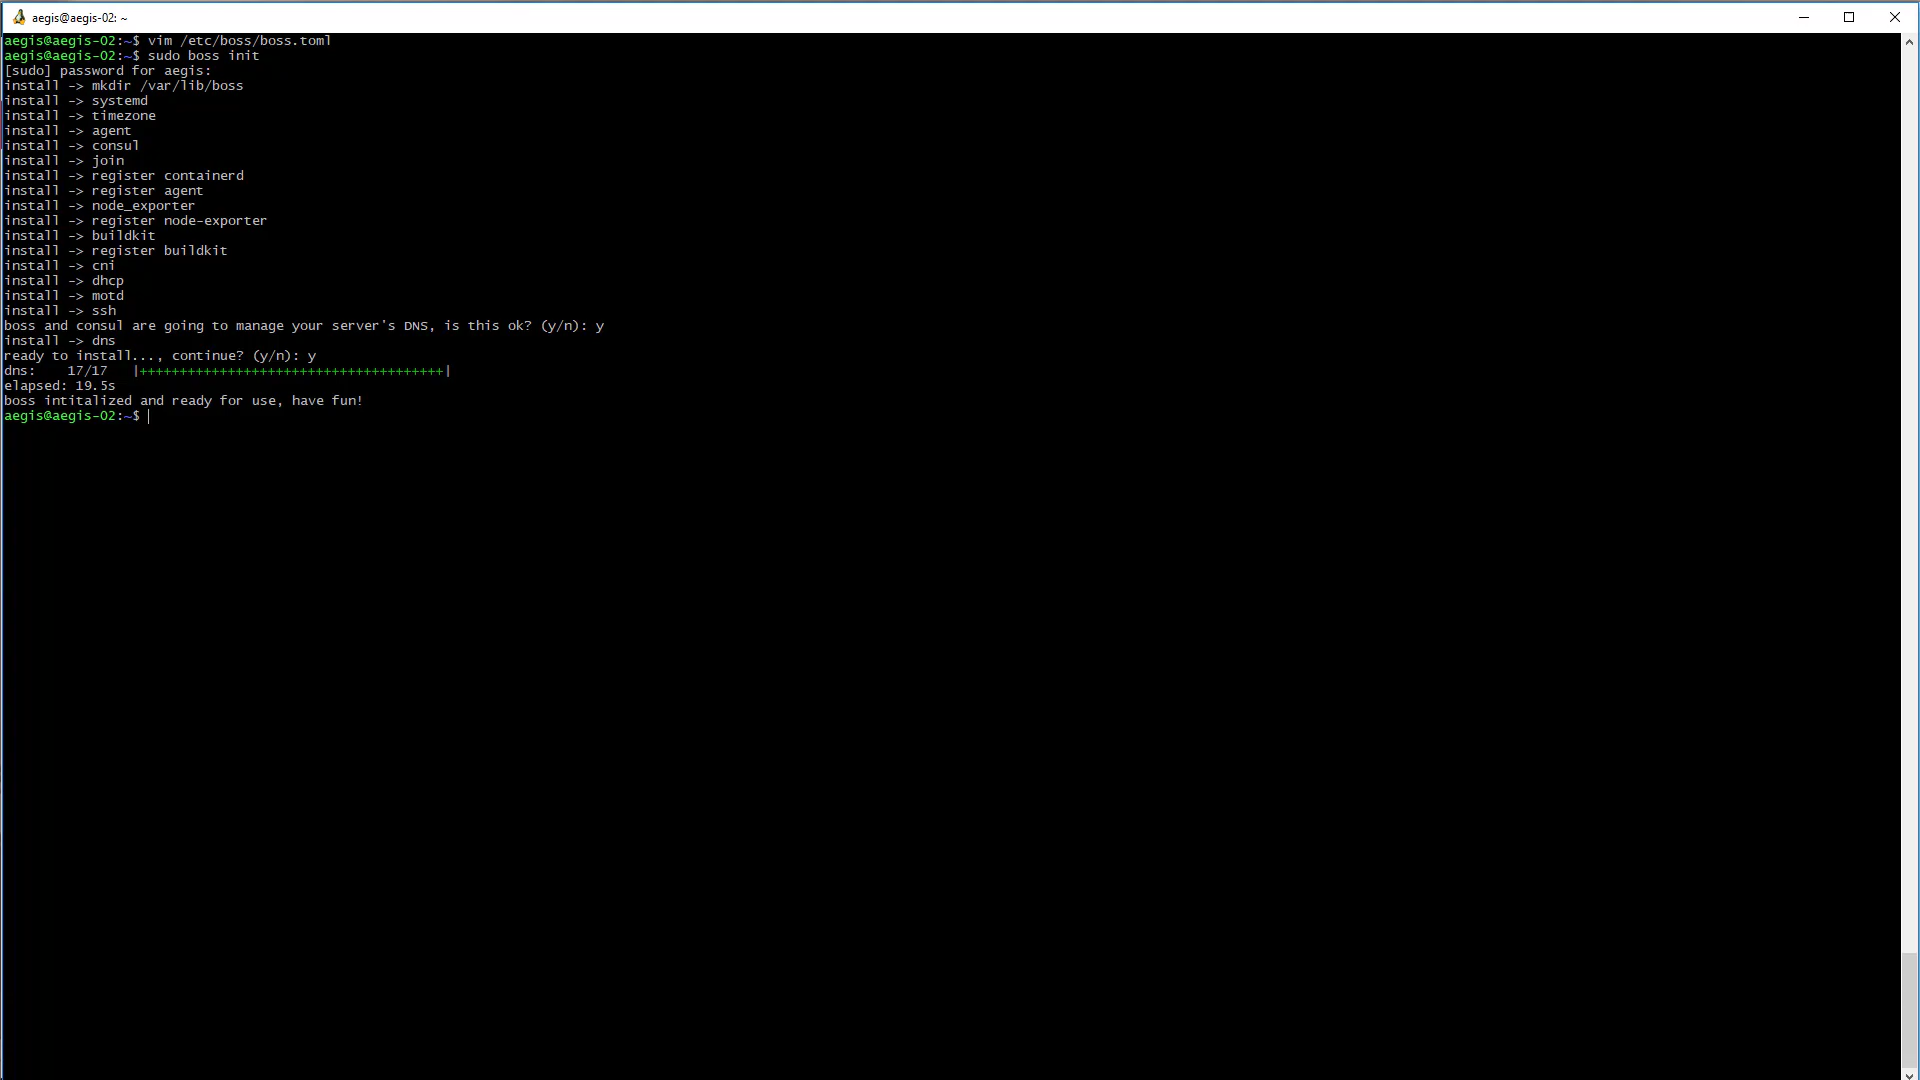 aegis@aegis-02: ~
aegis@aegis-02:~$ vim /etc/boss/boss.toml
aegis@aegis-02:~$ sudo boss init
[sudo] password for aegis:
install -> mkdir /var/lib/boss
install -> systemd
install -> timezone
install -> agent
install -> consul
install -> join
install -> register containerd
install -> register agent
install -> node_exporter
install -> register node-exporter
install -> buildkit
install -> register buildkit
install -> cni
install -> dhcp
install -> motd
install -> ssh
boss and consul are going to manage your server's DNS, is this ok? (y/n): y
install -> dns
ready to install..., continue? (y/n): y
dns:    17/17   |++++++++++++++++++++++++++++++++++++++|
elapsed: 19.5s
boss intitalized and ready for use, have fun!
aegis@aegis-02:~$